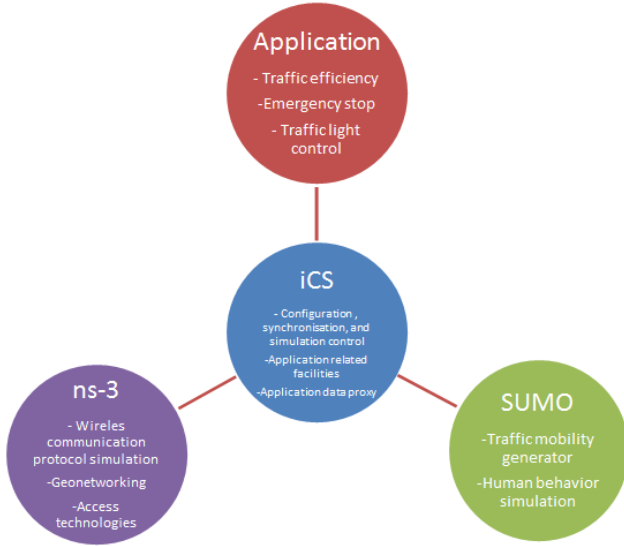 Application
- Traffic efficiency
-Emergency stop
- Traffic light
control
iCS
- Configuration ,
synchronisation, and
simulation control
-Application related
facilities
-Application data proxy
ns-3
- Wireles
communication
protocol simulation
-Geonetworking
-Access
technologies
SUMO
-Traffic mobility
generator
-Human behavior
simulation